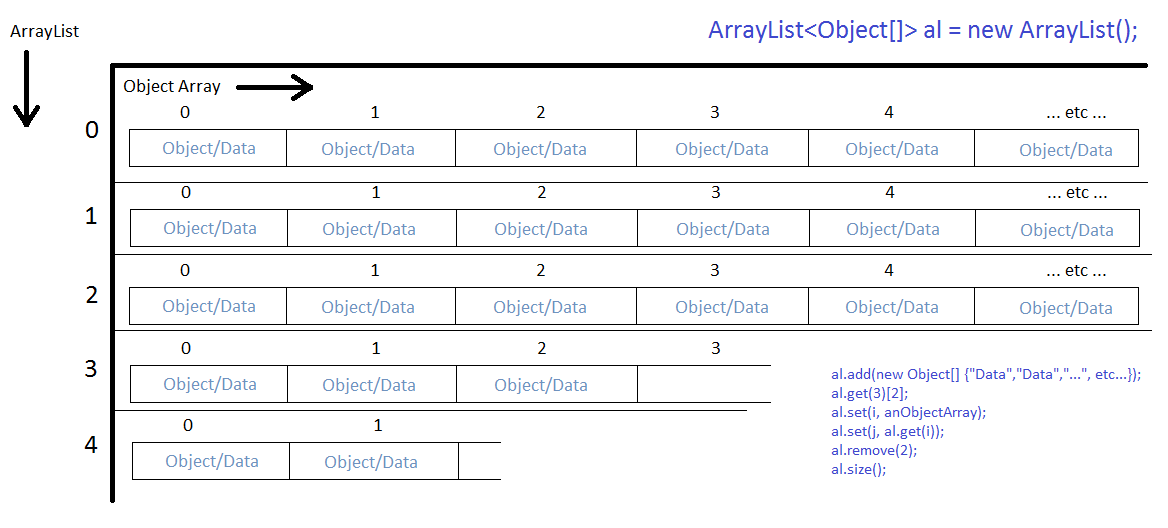 ArrayList
ArrayList<Object[]> al = new ArrayList();
Object Array
0 1 2 3 4 ... etc ...
0 Object/Data Object/Data Object/Data Object/Data Object/Data Object/Data
0 1 2 3 4 ... etc ...
1 Object/Data Object/Data Object/Data Object/Data Object/Data Object/Data
0 1 2 3 4 ... etc ...
2 Object/Data Object/Data Object/Data Object/Data Object/Data Object/Data
0 1 2 3
3 Object/Data Object/Data Object/Data
0 1
4 Object/Data Object/Data
al.add(new Object[] {"Data","Data","...", etc...});
al.get(3)[2];
al.set(i, anObjectArray);
al.set(j, al.get(i));
al.remove(2);
al.size();